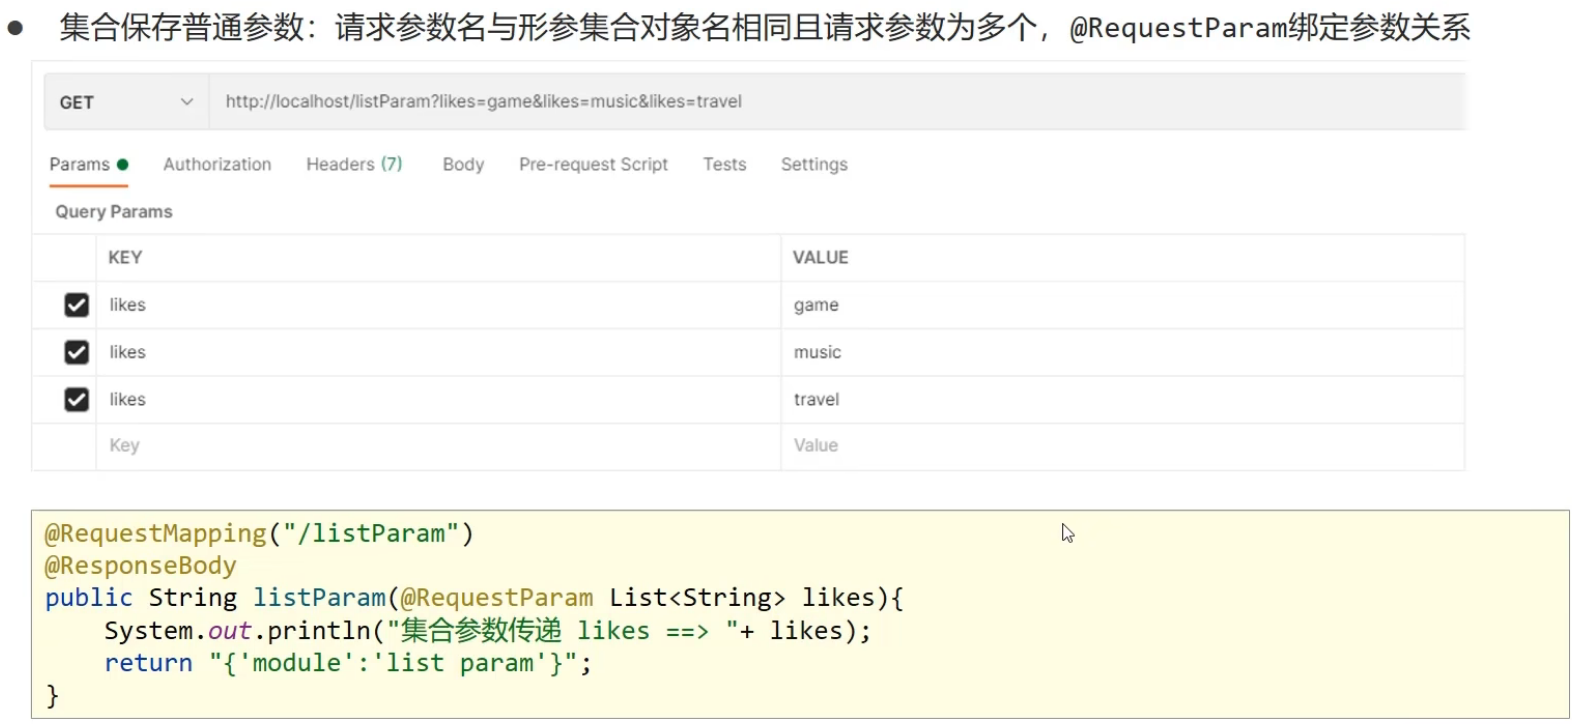 ● 集合保存普通参数：请求参数名与形参集合对象名相同且请求参数为多个，@RequestParam绑定参数关系
GET http://localhost/listParam?likes=game&likes=music&likes=travel
Params Authorization Headers (7) Body Pre-request Script Tests Settings
Query Params
KEY VALUE
likes game
likes music
likes travel
Key Value
@RequestMapping("/listParam")
@ResponseBody
public String listParam(@RequestParam List<String> likes){
    System.out.println("集合参数传递 likes ==> "+ likes);
    return "{'module':'list param'}";
}